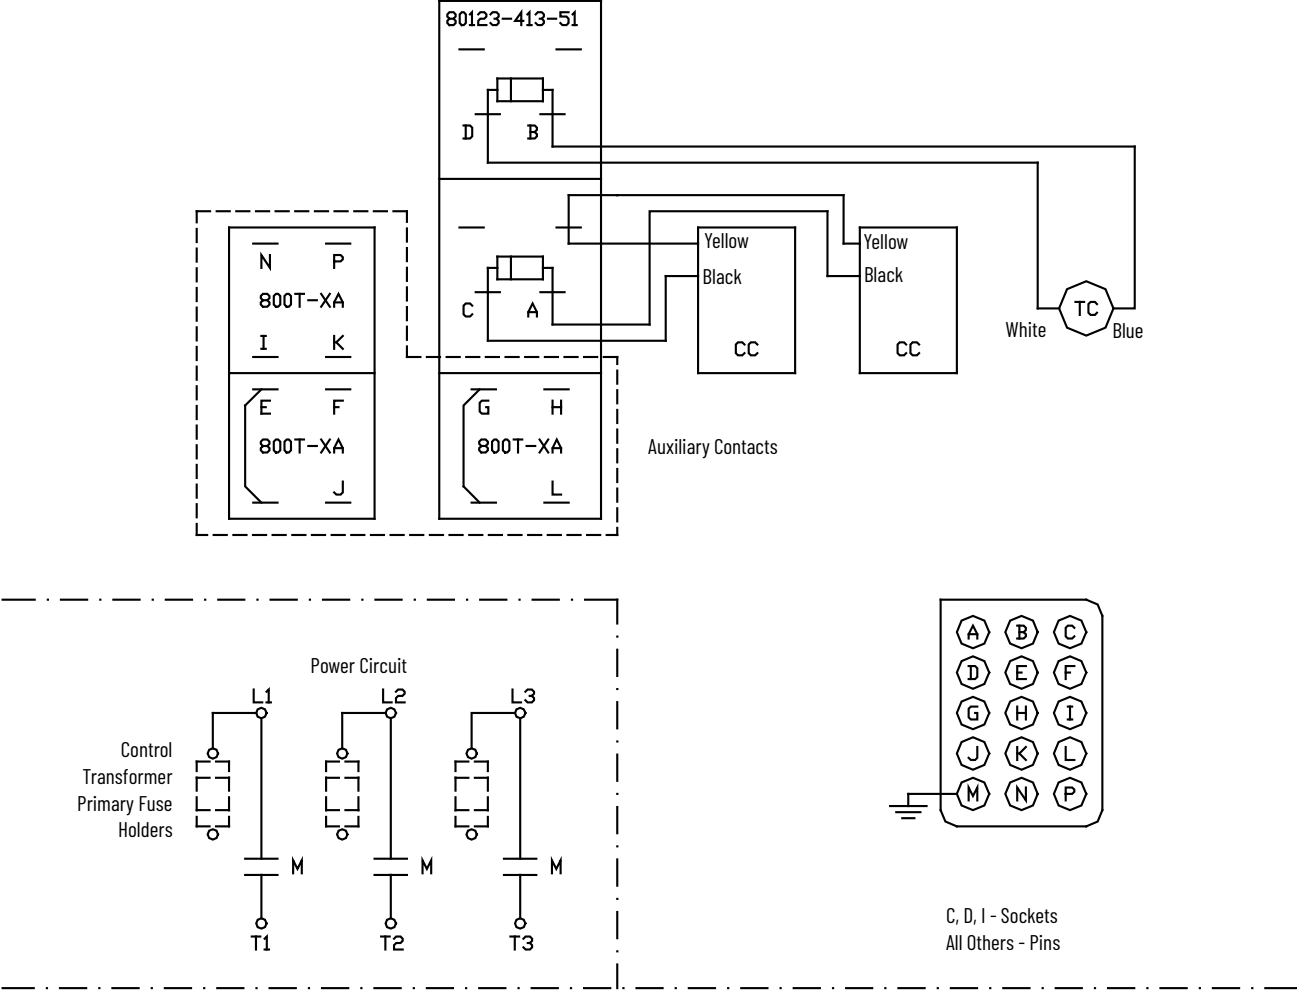 80123-413-51
D B
N P
800T-XA
I K
C A
Yellow
Black
CC
Yellow
Black
CC
TC
White
Blue
E F
800T-XA
J
G H
800T-XA
L
Auxiliary Contacts
Power Circuit
L1 L2 L3
Control
Transformer
Primary Fuse
Holders
M M M
T1 T2 T3
A B C
D E F
G H I
J K L
M N P
C, D, I - Sockets
All Others - Pins